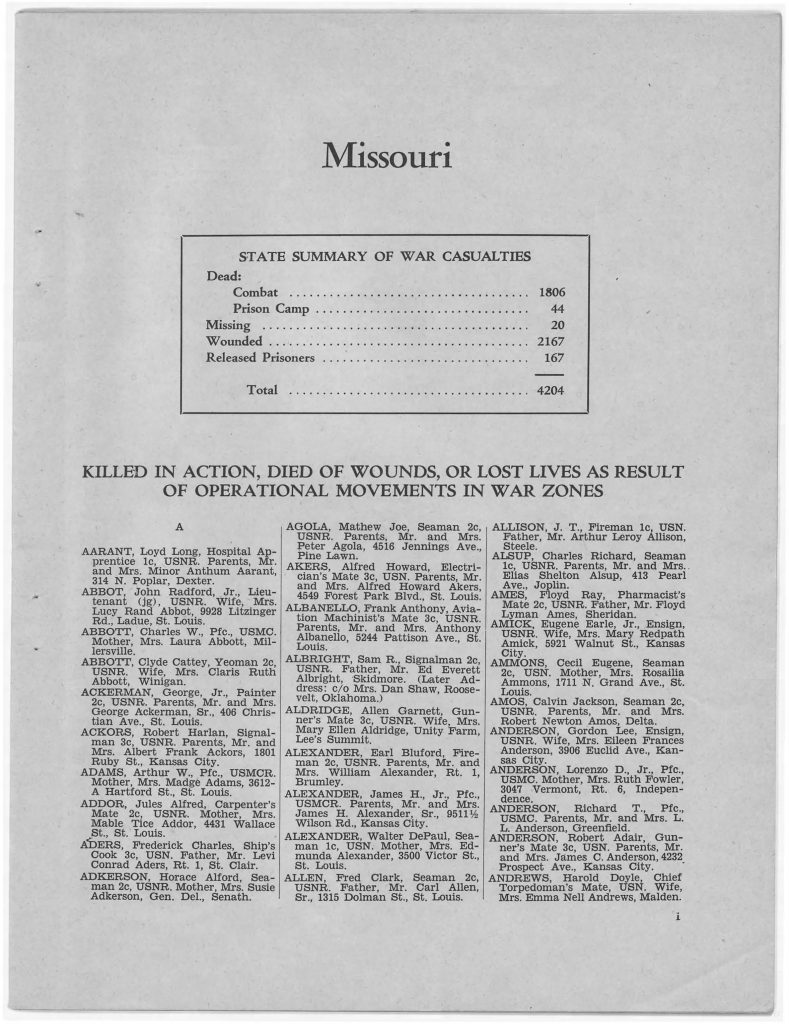 Missouri
STATE SUMMARY OF WAR CASUALTIES
Dead:
Combat .................................. 1806
Prison Camp .............................. 44
Missing ...................................... 20
Wounded ..................................... 2167
Released Prisoners ............................. 167
Total .................................. 4204
KILLED IN ACTION, DIED OF WOUNDS, OR LOST LIVES AS RESULT
OF OPERATIONAL MOVEMENTS IN WAR ZONES
A
AARANT, Loyd Long, Hospital Ap-
prentice 1c, USNR. Parents, Mr.
and Mrs. Minor Anthum Aarant,
314 N. Poplar, Dexter.
ABBOT, John Radford, Jr., Lieu-
tenant (jg), USNR. Wife, Mrs.
Lucy Rand Abbot, 9928 Litzinger
Rd., Ladue, St. Louis.
ABBOTT, Charles W., Pfc., USMC.
Mother, Mrs. Laura Abbott, Mil-
lersville.
ABBOTT, Clyde Cattey, Yeoman 2c,
USNR. Wife, Mrs. Claris Ruth
Abbott, Winigan.
ACKERMAN, George, Jr., Painter
2c, USNR. Parents, Mr. and Mrs.
George Ackerman, Sr., 406 Chris-
tian Ave., St. Louis.
ACKORS, Robert Harlan, Signal-
man 3c, USNR. Parents, Mr. and
Mrs. Albert Frank Ackors, 1801
Ruby St., Kansas City.
ADAMS, Arthur W., Pfc., USMCR.
Mother, Mrs. Madge Adams, 3612-
A Hartford St., St. Louis.
ADDOR, Jules Alfred, Carpenter's
Mate 2c, USNR. Mother, Mrs.
Mable Tice Addor, 4431 Wallace
St., St. Louis.
ADERS, Frederick Charles, Ship's
Cook 3c, USN. Father, Mr. Levi
Conrad Aders, Rt. 1, St. Clair.
ADKERSON, Horace Alford, Sea-
man 2c, USNR. Mother, Mrs. Susie
Adkerson, Gen. Del., Senath.
AGOLA, Mathew Joe, Seaman 2c,
USNR. Parents, Mr. and Mrs.
Peter Agola, 4516 Jennings Ave.,
Pine Lawn.
AKERS, Alfred Howard, Electri-
cian's Mate 3c, USN. Parents, Mr.
and Mrs. Alfred Howard Akers,
4549 Forest Park Blvd., St. Louis.
ALBANELLO, Frank Anthony, Avia-
tion Machinist's Mate 3c, USNR.
Parents, Mr. and Mrs. Anthony
Albanello, 5244 Pattison Ave., St.
Louis.
ALBRIGHT, Sam R., Signalman 2c,
USNR. Father, Mr. Ed Everett
Albright, Skidmore. (Later Ad-
dress: c/o Mrs. Dan Shaw, Roose-
velt, Oklahoma.)
ALDRIDGE, Allen Garnett, Gun-
ner's Mate 3c, USNR. Wife, Mrs.
Mary Ellen Aldridge, Unity Farm,
Lee's Summit.
ALEXANDER, Earl Bluford, Fire-
man 2c, USNR. Parents, Mr. and
Mrs. William Alexander, Rt. 1,
Brumley.
ALEXANDER, James H., Jr., Pfc.,
USMCR. Parents, Mr. and Mrs.
James H. Alexander, Sr., 9511½
Wilson Rd., Kansas City.
ALEXANDER, Walter DePaul, Sea-
man 1c, USN. Mother, Mrs. Ed-
munda Alexander, 3500 Victor St.,
St. Louis.
ALLEN, Fred Clark, Seaman 2c,
USNR. Father, Mr. Carl Allen,
Sr., 1315 Dolman St., St. Louis.
ALLISON, J. T., Fireman 1c, USN.
Father, Mr. Arthur Leroy Allison,
Steele.
ALSUP, Charles Richard, Seaman
1c, USNR. Parents, Mr. and Mrs.
Elias Shelton Alsup, 413 Pearl
Ave., Joplin.
AMES, Floyd Ray, Pharmacist's
Mate 2c, USNR. Father, Mr. Floyd
Lyman Ames, Sheridan.
AMICK, Eugene Earle, Jr., Ensign,
USNR. Wife, Mrs. Mary Redpath
Amick, 5921 Walnut St., Kansas
City.
AMMONS, Cecil Eugene, Seaman
2c, USN. Mother, Mrs. Rosailia
Ammons, 1711 N. Grand Ave., St.
Louis.
AMOS, Calvin Jackson, Seaman 2c,
USNR. Parents, Mr. and Mrs.
Robert Newton Amos, Delta.
ANDERSON, Gordon Lee, Ensign,
USNR. Wife, Mrs. Eileen Frances
Anderson, 3906 Euclid Ave., Kan-
sas City.
ANDERSON, Lorenzo D., Jr., Pfc.,
USMC. Mother, Mrs. Ruth Fowler,
3047 Vermont, Rt. 6, Indepen-
dence.
ANDERSON, Richard T., Pfc.,
USMC. Parents, Mr. and Mrs. L.
L. Anderson, Greenfield.
ANDERSON, Robert Adair, Gun-
ner's Mate 3c, USN. Parents, Mr.
and Mrs. James C. Anderson, 4232
Prospect Ave., Kansas City.
ANDREWS, Harold Doyle, Chief
Torpedoman's Mate, USN. Wife,
Mrs. Emma Nell Andrews, Malden.
i